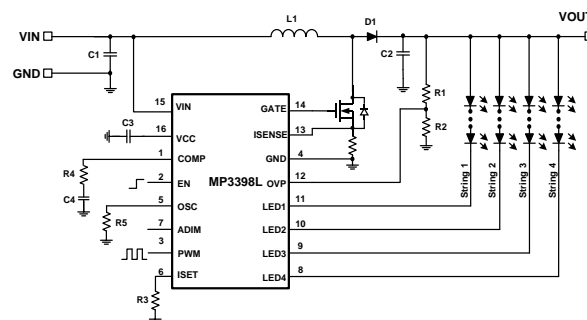 L1
D1
VOUT
VIN
C1
C2
GND
R1
R2
15
VIN
GATE
14
C3
16
VCC
ISENSE
13
1
COMP
GND
4
R4
MP3398L
OVP
12
C4
2
EN
5
OSC
LED1
11
R5
7
ADIM
LED2
10
3
PWM
LED3
9
6
ISET
LED4
8
R3
String 1
String 2
String 3
String 4